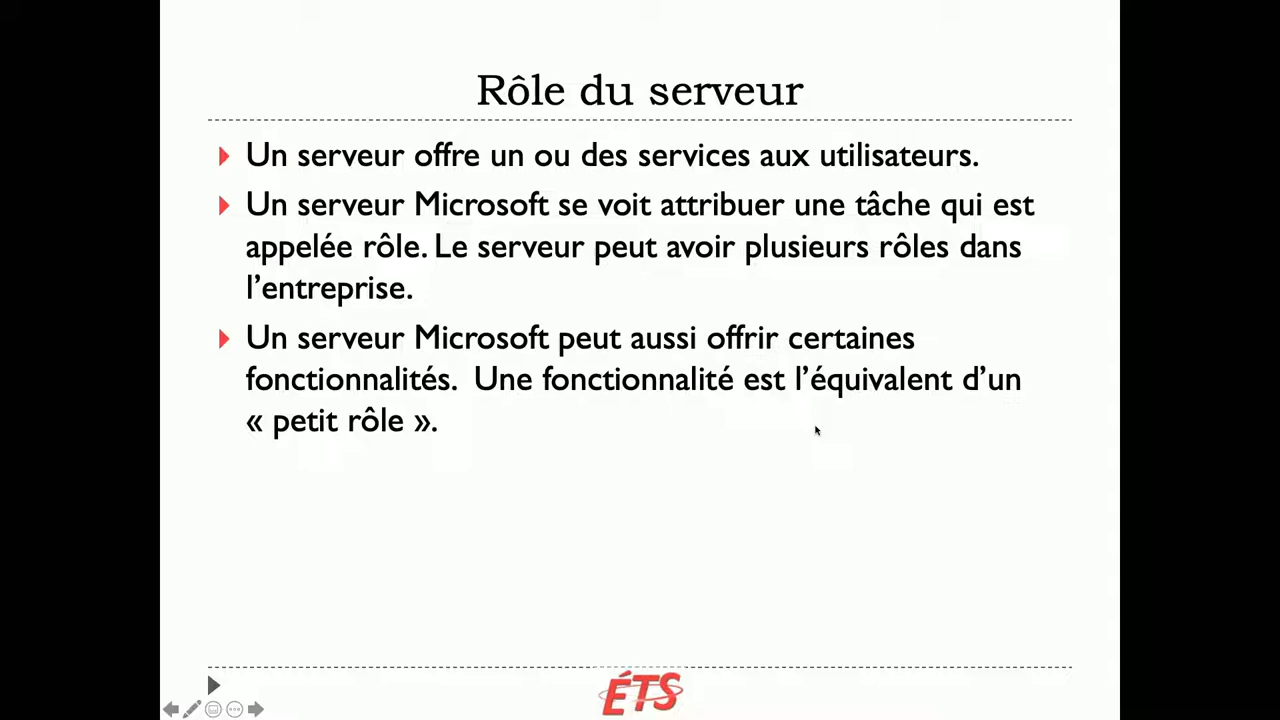 Rôle du serveur
Un serveur offre un ou des services aux utilisateurs.
Un serveur Microsoft se voit attribuer une tâche qui est
appelée rôle. Le serveur peut avoir plusieurs rôles dans
l’entreprise.
Un serveur Microsoft peut aussi offrir certaines
fonctionnalités.  Une fonctionnalité est l’équivalent d’un
« petit rôle ».
ÉTS